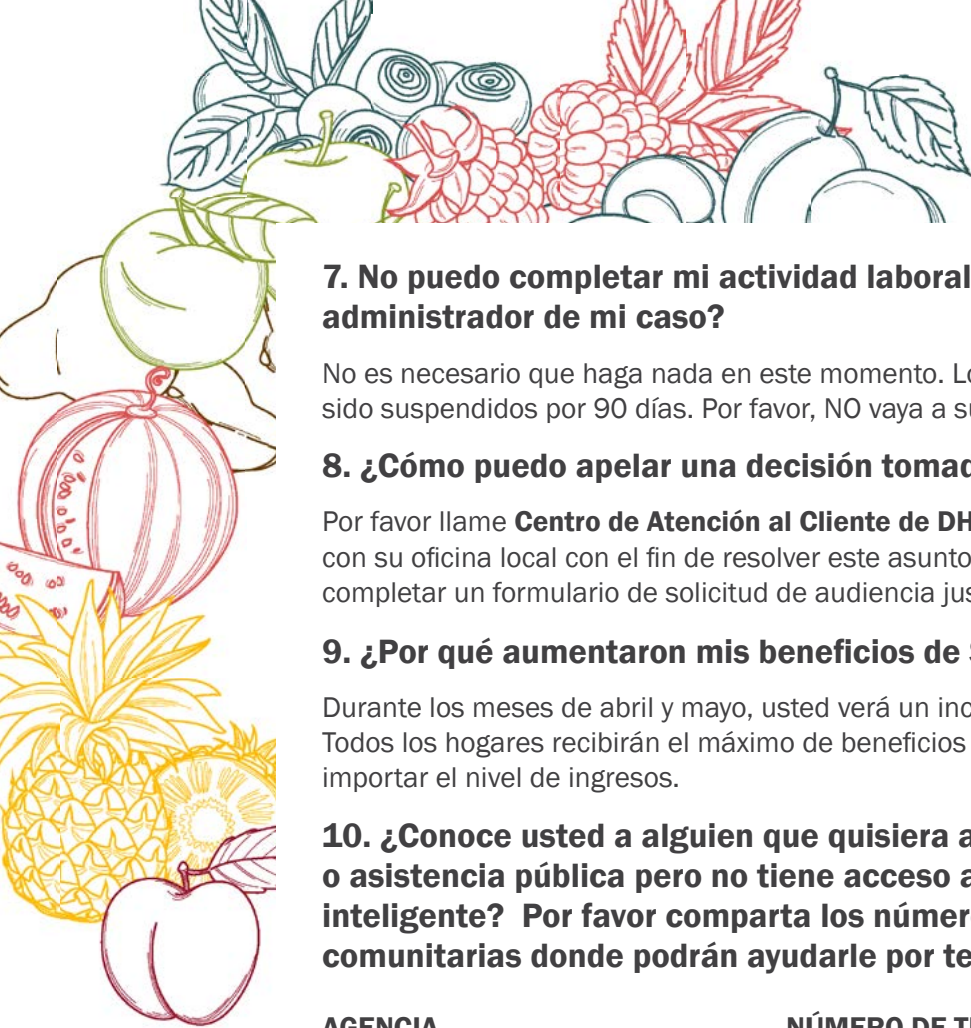 7. No puedo completar mi actividad laboral
administrador de mi caso?
No es necesario que haga nada en este momento. Lo
sido suspendidos por 90 días. Por favor, NO vaya a su
8. ¿Cómo puedo apelar una decisión tomad
Por favor llame Centro de Atención al Cliente de DH
con su oficina local con el fin de resolver este asunto
completar un formulario de solicitud de audiencia jus
9. ¿Por qué aumentaron mis beneficios de
Durante los meses de abril y mayo, usted verá un inc
Todos los hogares recibirán el máximo de beneficios
importar el nivel de ingresos.
10. ¿Conoce usted a alguien que quisiera a
o asistencia pública pero no tiene acceso a
inteligente? Por favor comparta los númer
comunitarias donde podrán ayudarle por te
AGENCIA NÚMERO DE TE